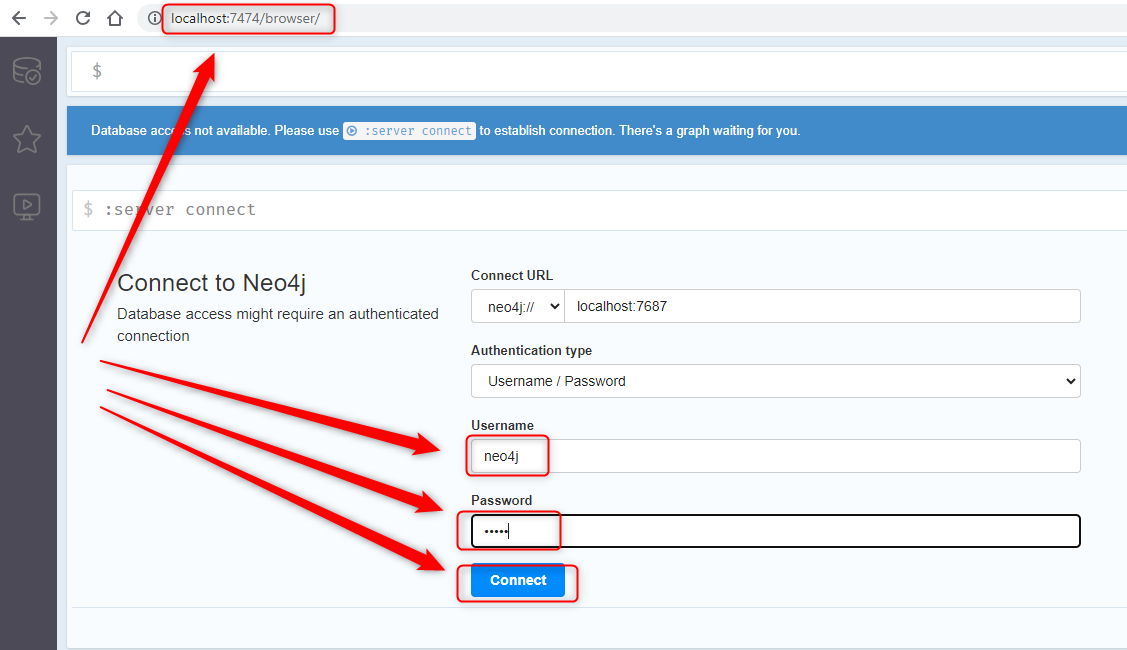 localhost:7474/browser/
$
Database access not available. Please use :server connect to establish connection. There's a graph waiting for you.
$ :server connect
Connect to Neo4j
Database access might require an authenticated
connection
Connect URL
neo4j:// localhost:7687
Authentication type
Username / Password
Username
neo4j
Password
•••••
Connect